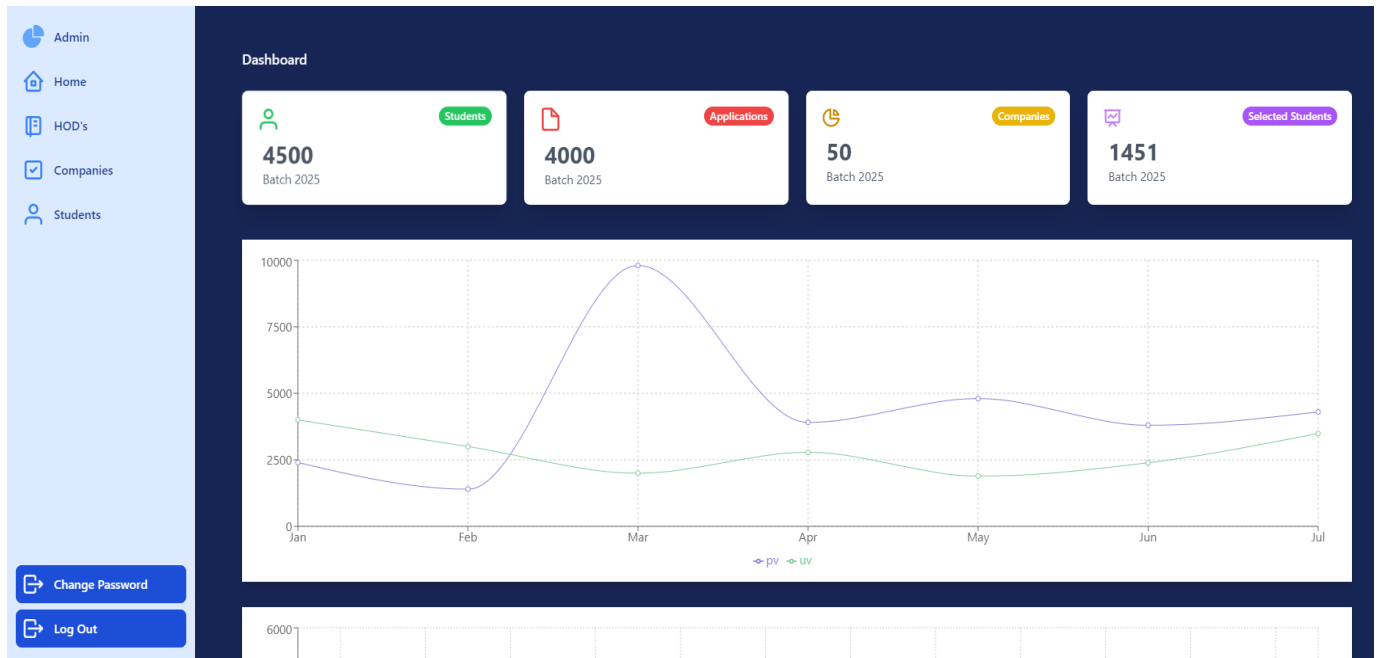 Admin
Home
HOD's
Companies
Students
Change Password
Log Out
Dashboard
Students
4500
Batch 2025
Applications
4000
Batch 2025
Companies
50
Batch 2025
Selected Students
1451
Batch 2025
10000
7500
5000
2500
0
Jan Feb Mar Apr May Jun Jul
pv uv
6000